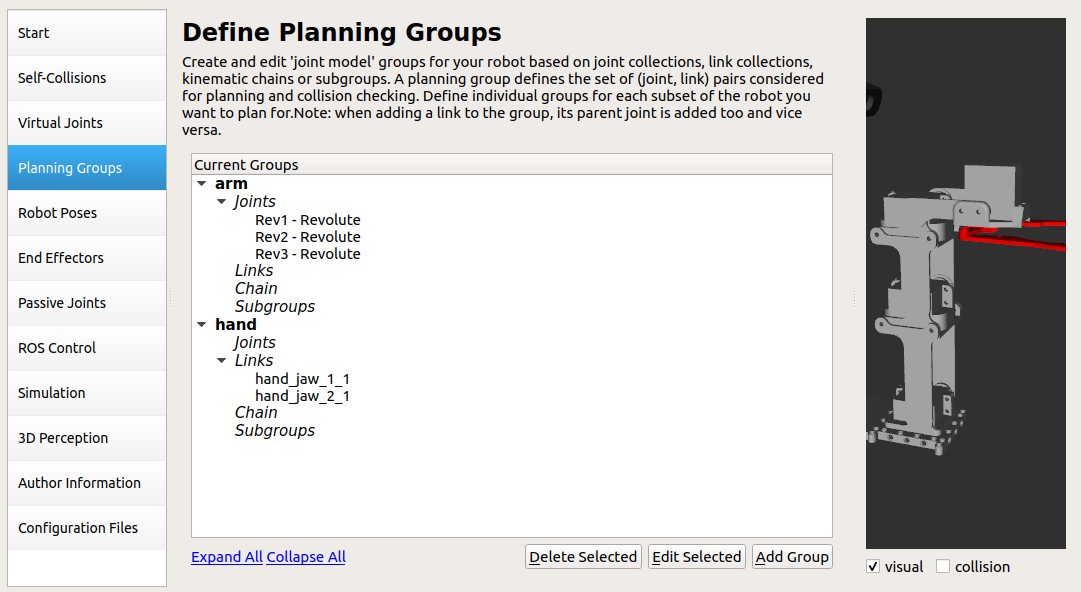 Start
Self-Collisions
Virtual Joints
Planning Groups
Robot Poses
End Effectors
Passive Joints
ROS Control
Simulation
3D Perception
Author Information
Configuration Files
Define Planning Groups
Create and edit 'joint model' groups for your robot based on joint collections, link collections,
kinematic chains or subgroups. A planning group defines the set of (joint, link) pairs considered
for planning and collision checking. Define individual groups for each subset of the robot you
want to plan for.Note: when adding a link to the group, its parent joint is added too and vice
versa.
Current Groups
arm
Joints
Rev1 - Revolute
Rev2 - Revolute
Rev3 - Revolute
Links
Chain
Subgroups
hand
Joints
Links
hand_jaw_1_1
hand_jaw_2_1
Chain
Subgroups
Expand All Collapse All
Delete Selected
Edit Selected
Add Group
visual
collision